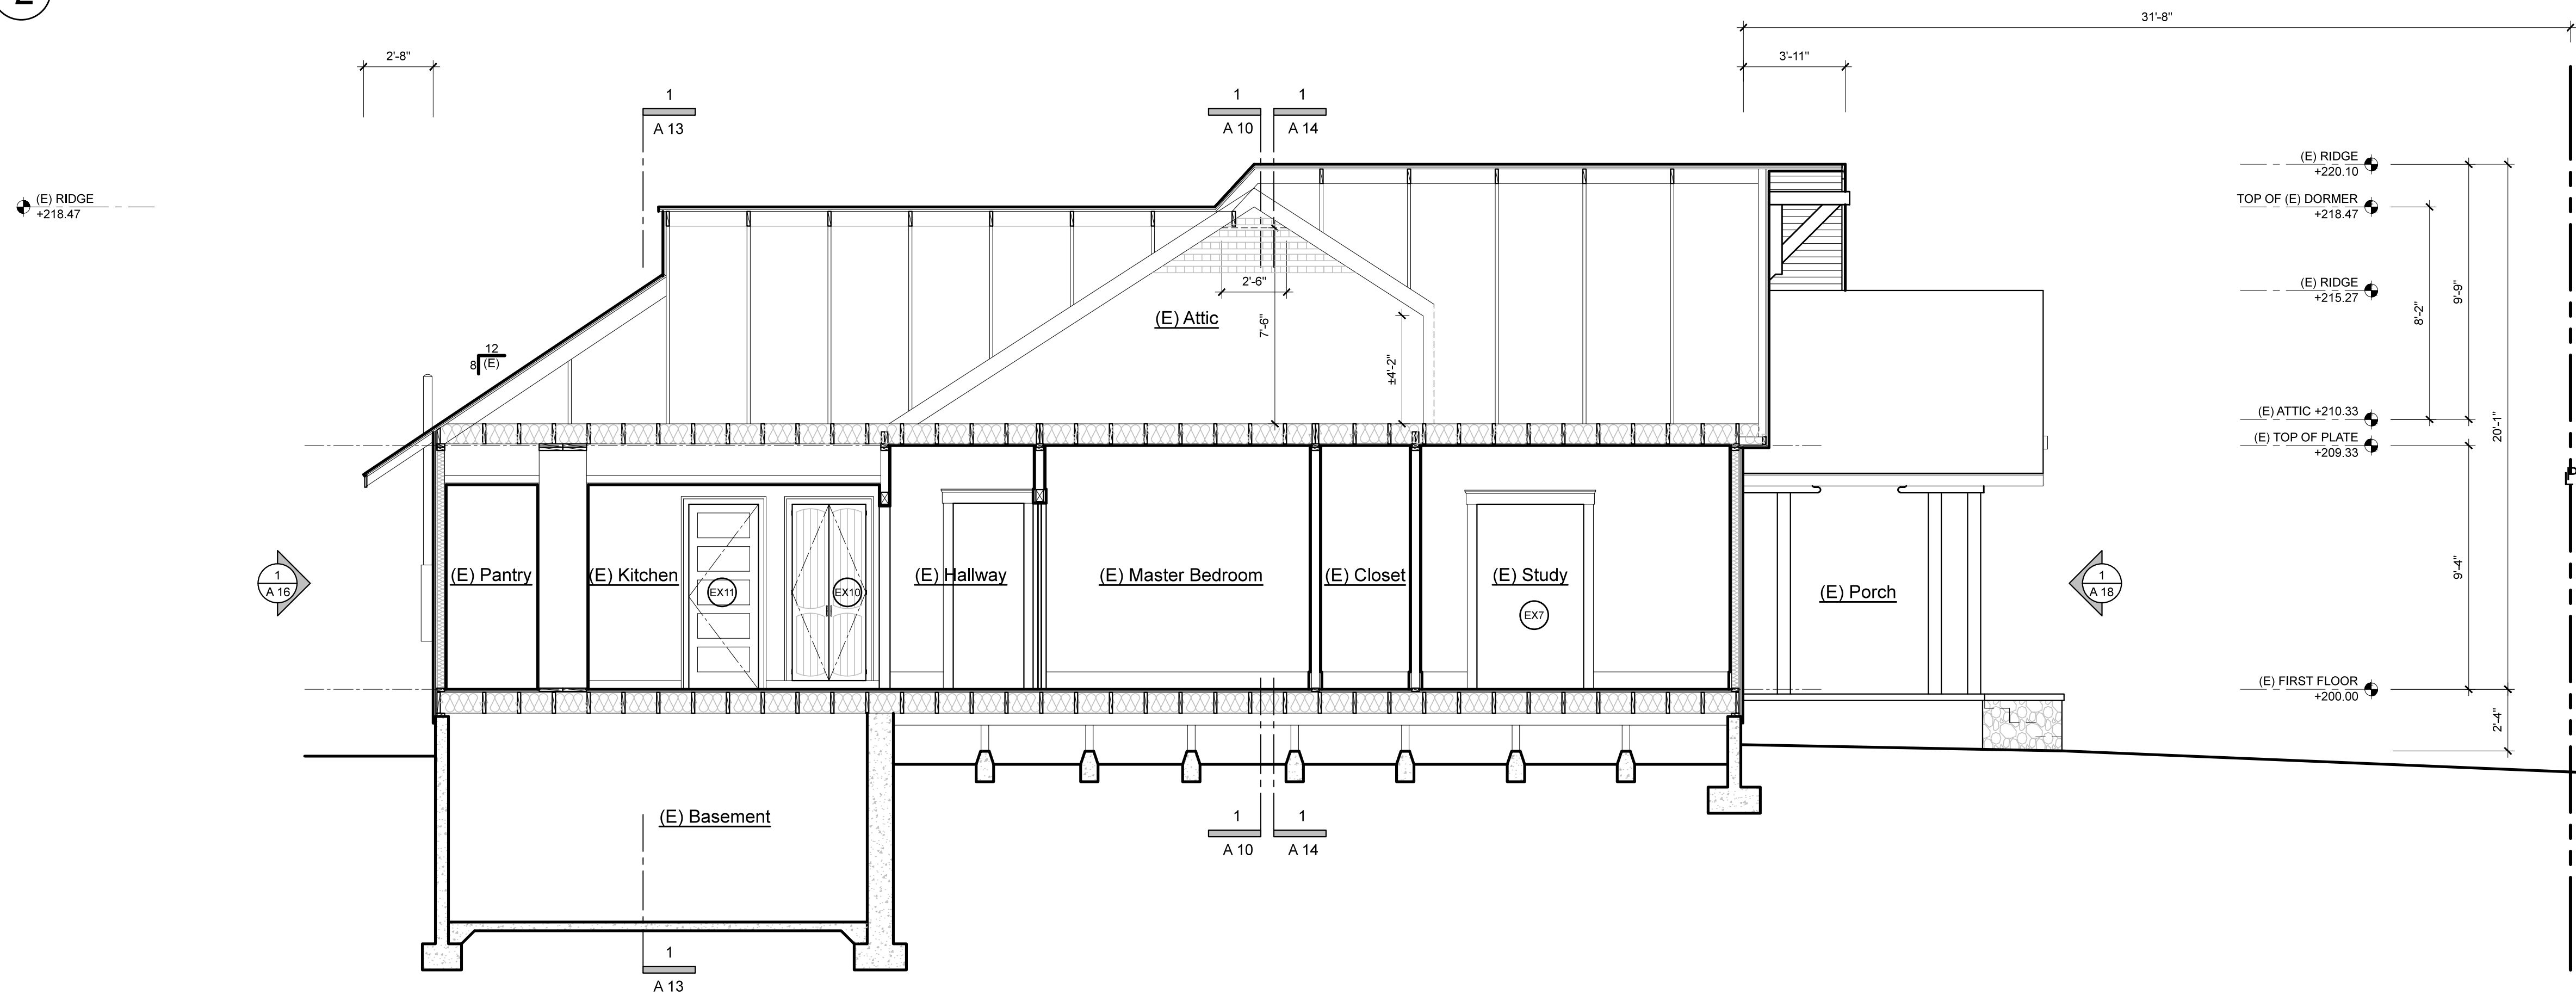 2
31'-8"
2'-8"
3'-11"
1
A 13
1
A 10
1
A 14
(E) RIDGE
+218.47
(E) RIDGE
+220.10
TOP OF (E) DORMER
+218.47
(E) RIDGE
+215.27
2'-6"
7'-6"
±4'-2"
(E) Attic
8'-2"
9'-9"
20'-1"
12
8
(E)
(E) ATTIC +210.33
(E) TOP OF PLATE
+209.33
9'-4"
1
A 16
(E) Pantry
(E) Kitchen
EX11
EX10
(E) Hallway
(E) Master Bedroom
(E) Closet
(E) Study
EX7
(E) Porch
1
A 18
(E) FIRST FLOOR
+200.00
2'-4"
(E) Basement
1
A 10
1
A 14
1
A 13